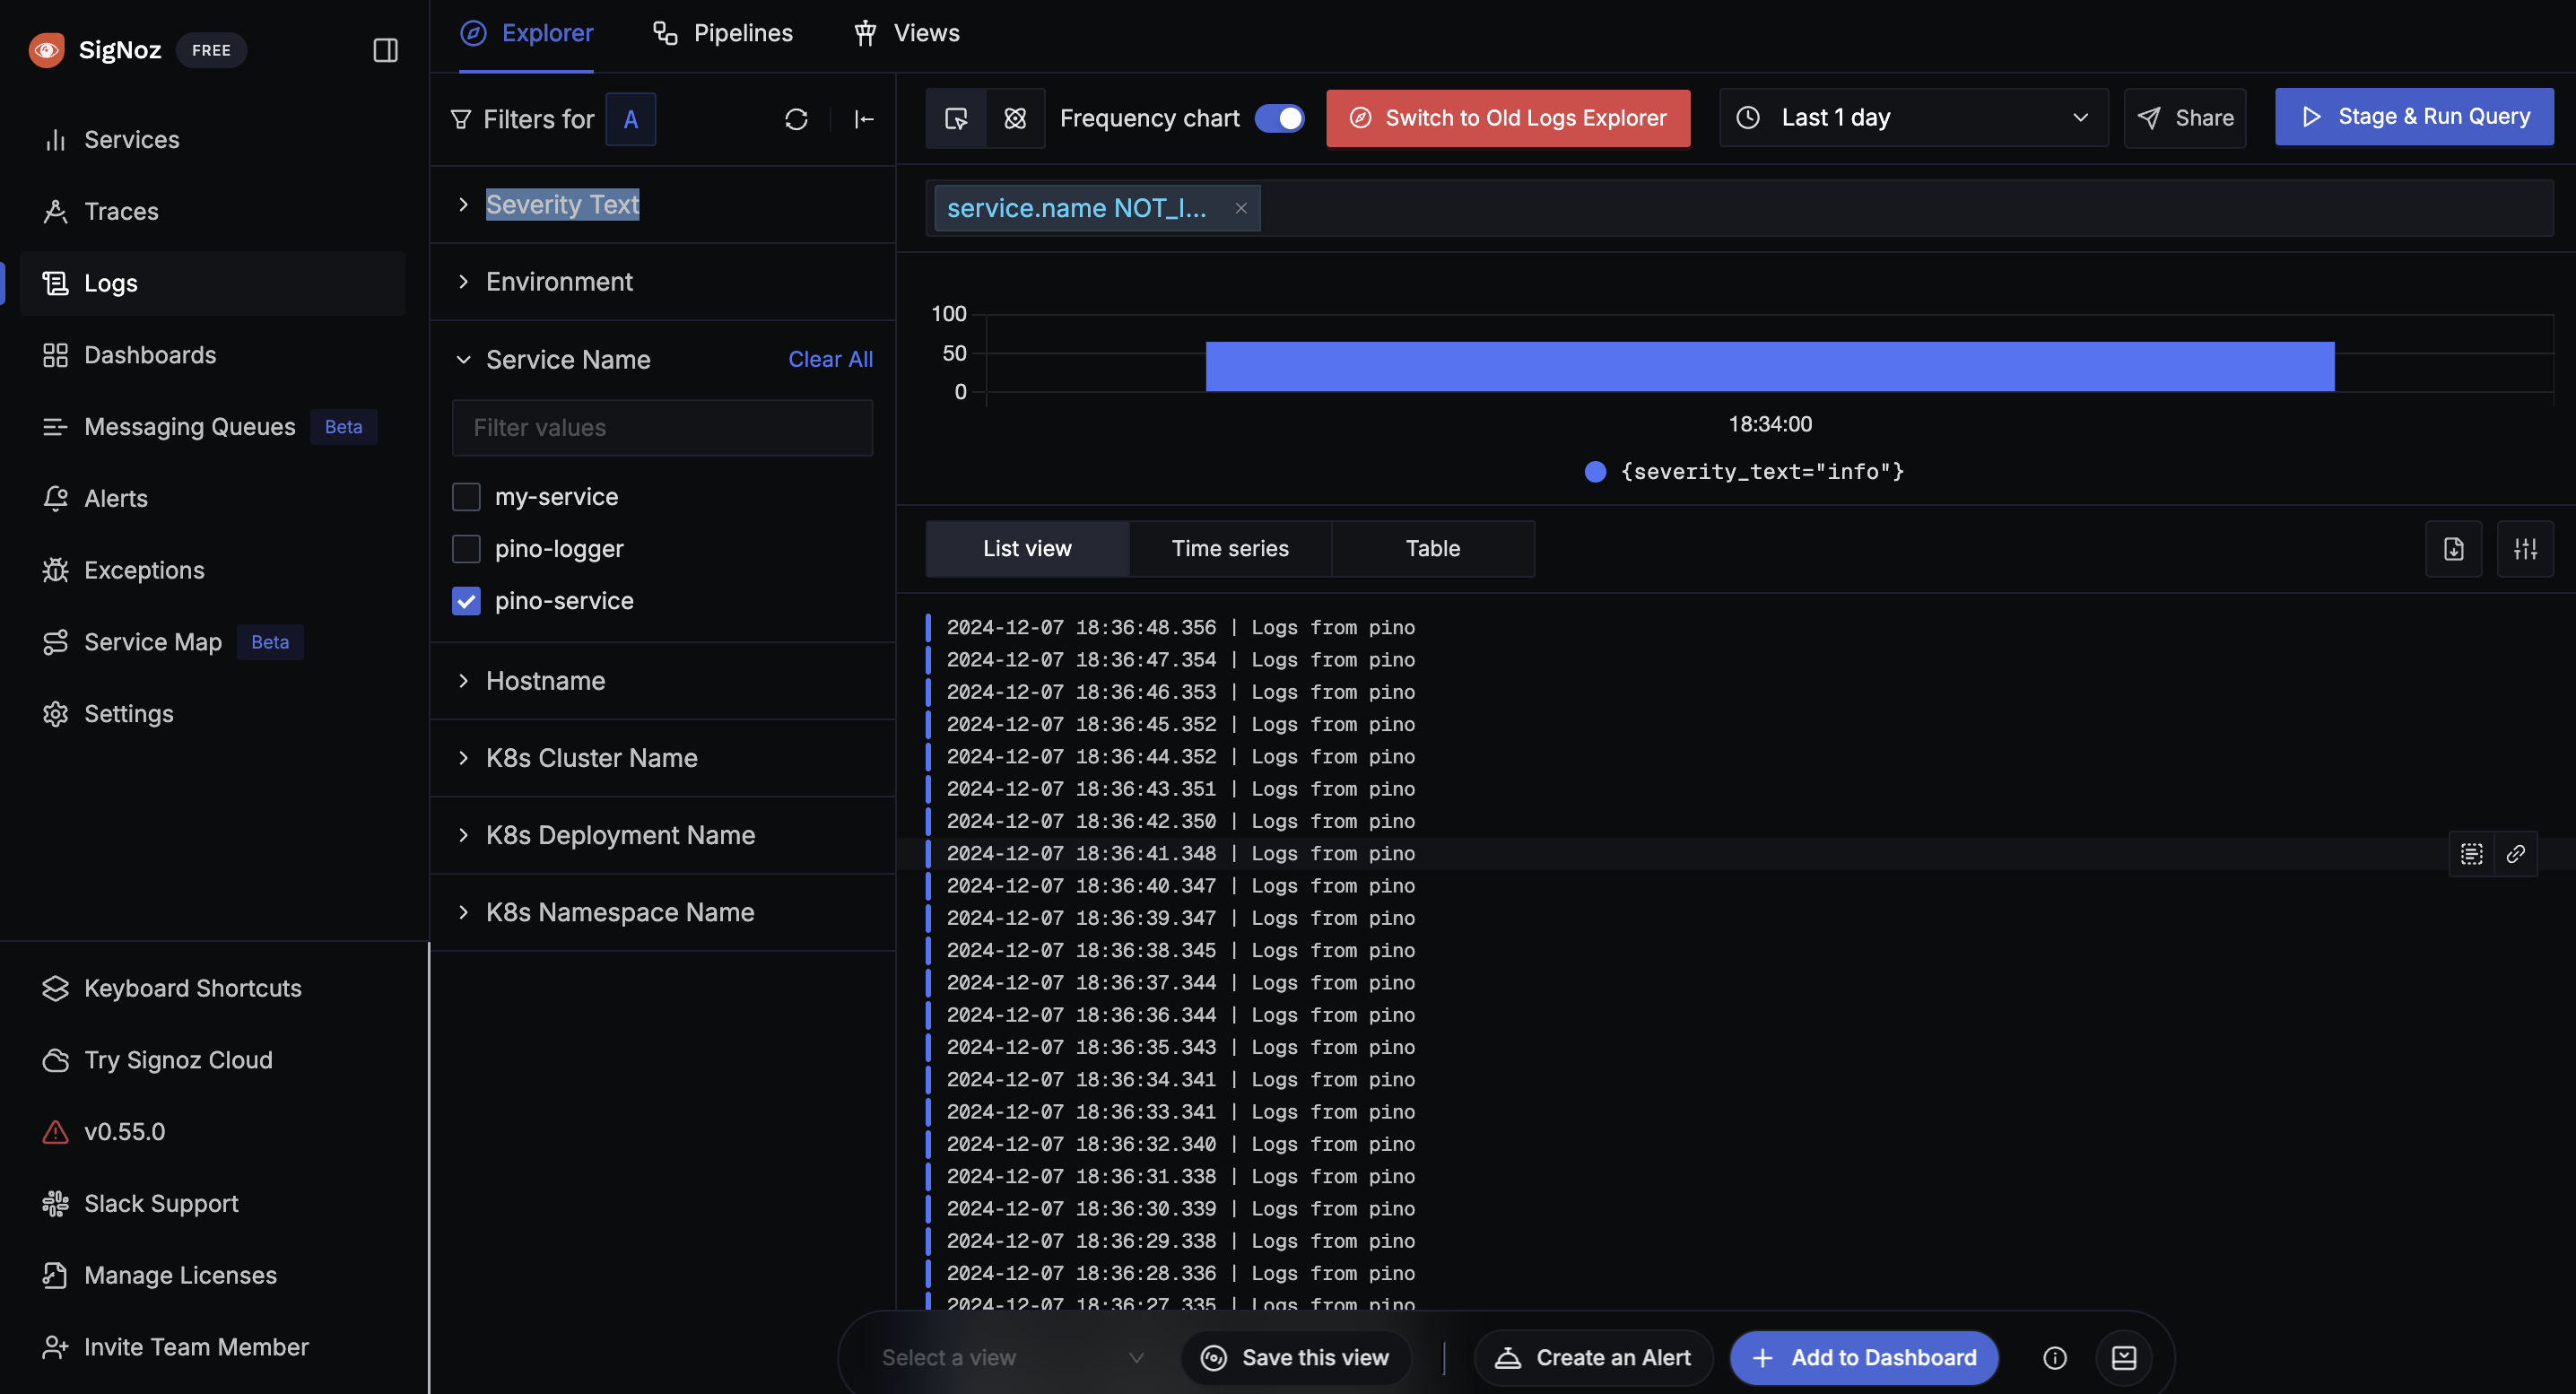 SigNoz FREE
Services
Traces
Logs
Dashboards
Messaging Queues Beta
Alerts
Exceptions
Service Map Beta
Settings
Keyboard Shortcuts
Try Signoz Cloud
v0.55.0
Slack Support
Manage Licenses
Invite Team Member
Explorer Pipelines Views
Filters for A
Severity Text
Environment
Service Name Clear All
Filter values
my-service
pino-logger
pino-service
Hostname
K8s Cluster Name
K8s Deployment Name
K8s Namespace Name
Frequency chart Switch to Old Logs Explorer Last 1 day Share Stage & Run Query
service.name NOT_I...
100
50
0
18:34:00
{severity_text="info"}
List view Time series Table
2024-12-07 18:36:48.356 | Logs from pino
2024-12-07 18:36:47.354 | Logs from pino
2024-12-07 18:36:46.353 | Logs from pino
2024-12-07 18:36:45.352 | Logs from pino
2024-12-07 18:36:44.352 | Logs from pino
2024-12-07 18:36:43.351 | Logs from pino
2024-12-07 18:36:42.350 | Logs from pino
2024-12-07 18:36:41.348 | Logs from pino
2024-12-07 18:36:40.347 | Logs from pino
2024-12-07 18:36:39.347 | Logs from pino
2024-12-07 18:36:38.345 | Logs from pino
2024-12-07 18:36:37.344 | Logs from pino
2024-12-07 18:36:36.344 | Logs from pino
2024-12-07 18:36:35.343 | Logs from pino
2024-12-07 18:36:34.341 | Logs from pino
2024-12-07 18:36:33.341 | Logs from pino
2024-12-07 18:36:32.340 | Logs from pino
2024-12-07 18:36:31.338 | Logs from pino
2024-12-07 18:36:30.339 | Logs from pino
2024-12-07 18:36:29.338 | Logs from pino
2024-12-07 18:36:28.336 | Logs from pino
2024-12-07 18:36:27.335 | Logs from pino
Select a view Save this view Create an Alert Add to Dashboard